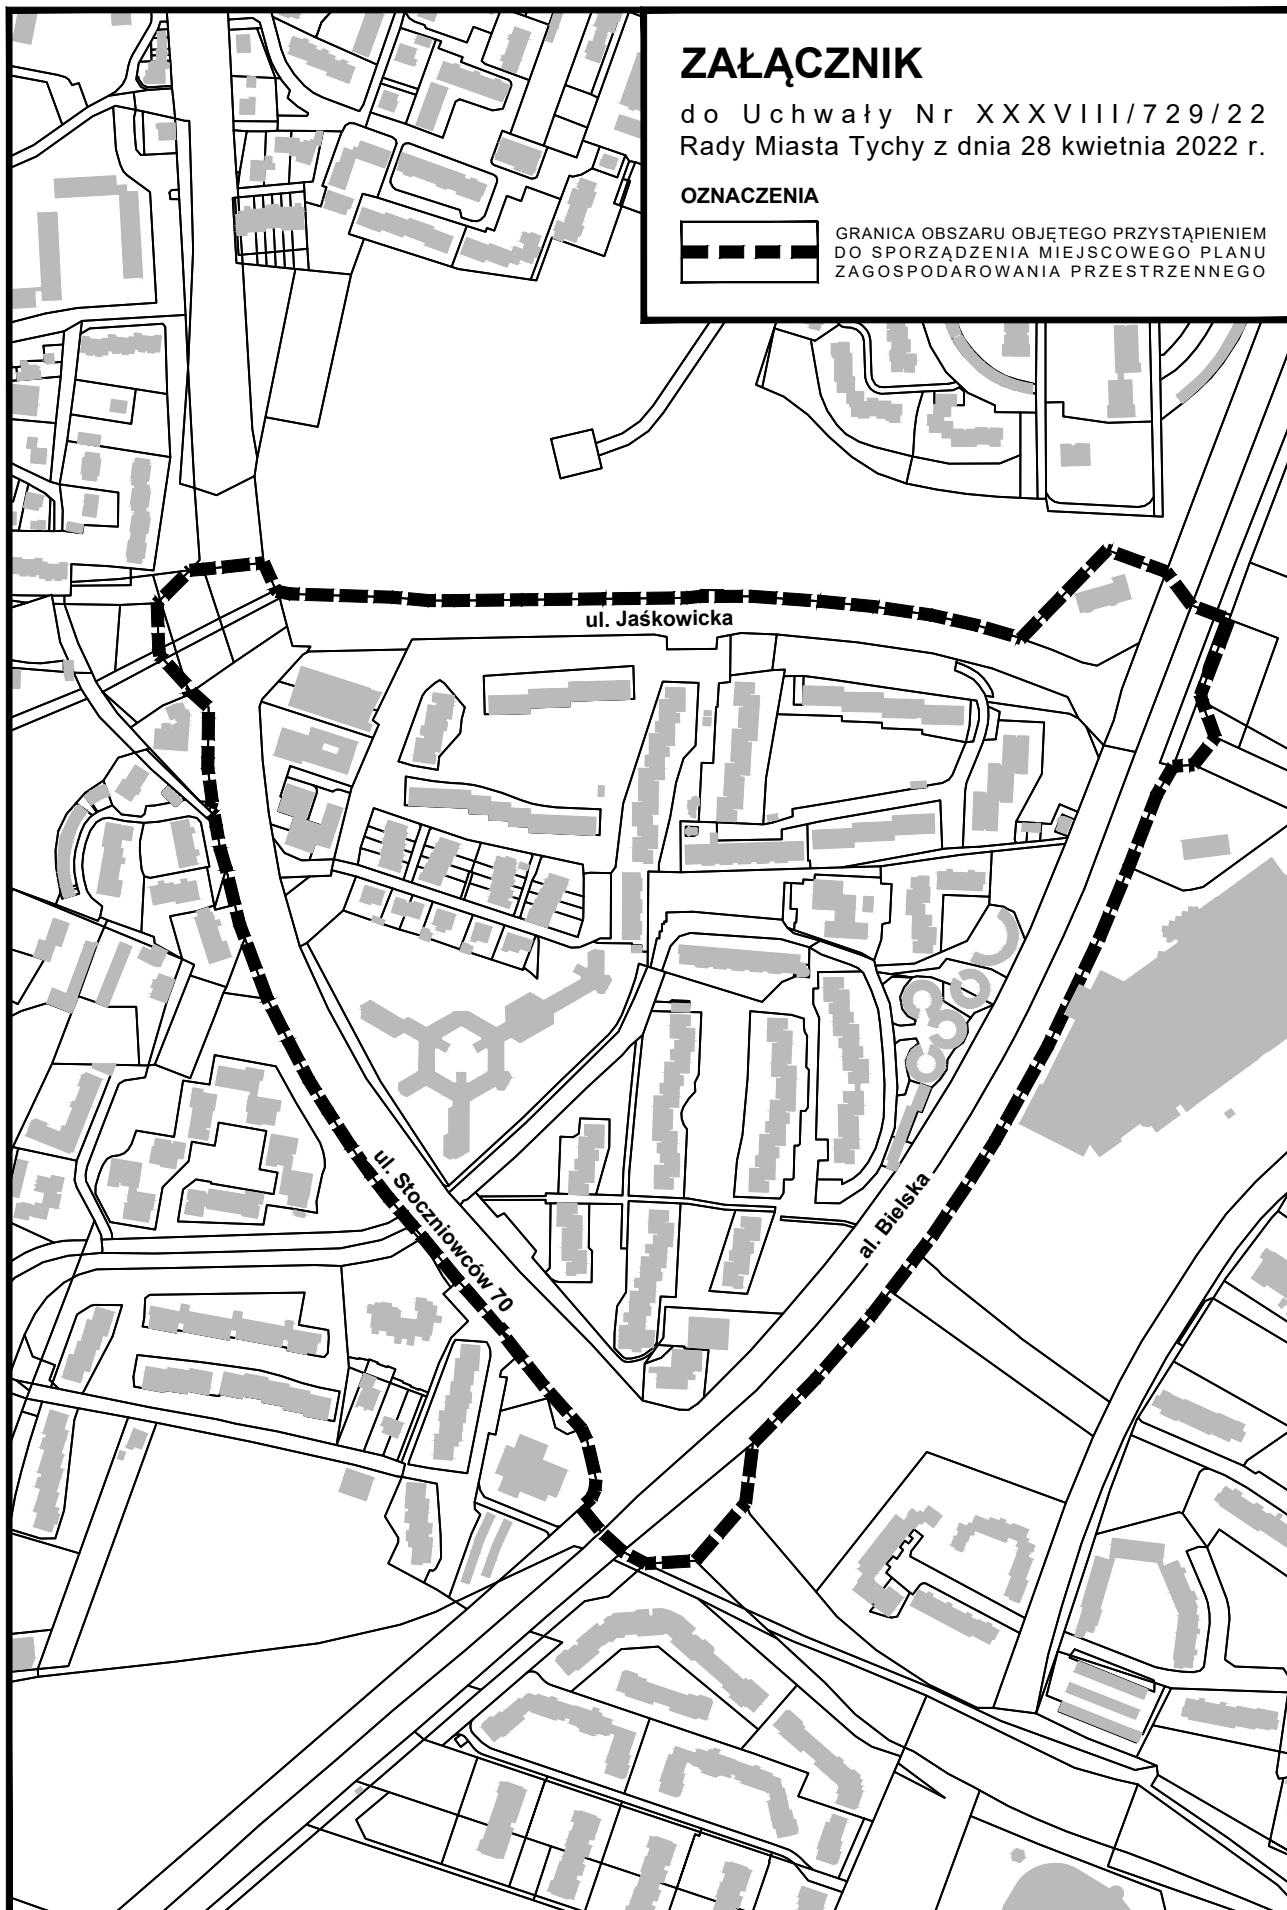 ZAŁĄCZNIK
do Uchwały Nr XXXVIII/729/22
Rady Miasta Tychy z dnia 28 kwietnia 2022 r.
OZNACZENIA
GRANICA OBSZARU OBJĘTEGO PRZYSTĄPIENIEM
DO SPORZĄDZENIA MIEJSCOWEGO PLANU
ZAGOSPODAROWANIA PRZESTRZENNEGO
ul. Jaśkowicka
ul. Stoczniowców 70
al. Bielska